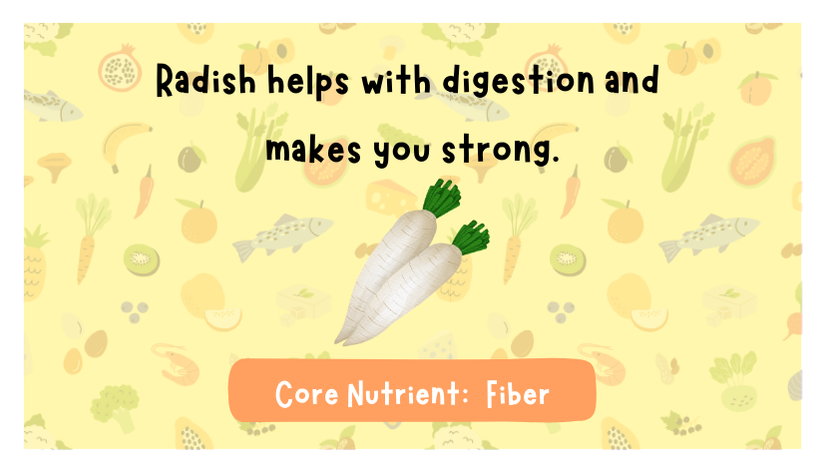 Radish helps with digestion and
makes you strong.
Core Nutrient: Fiber